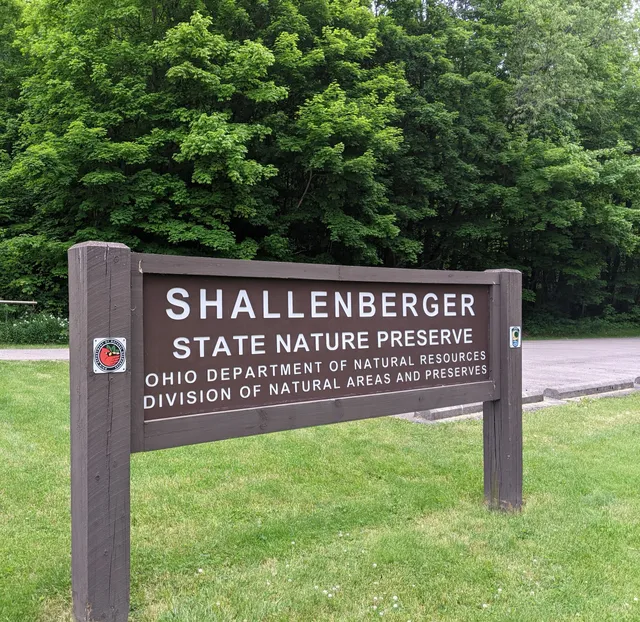 SHALLENBERGER
STATE NATURE PRESERVE
OHIO DEPARTMENT OF NATURAL RESOURCES
DIVISION OF NATURAL AREAS AND PRESERVES